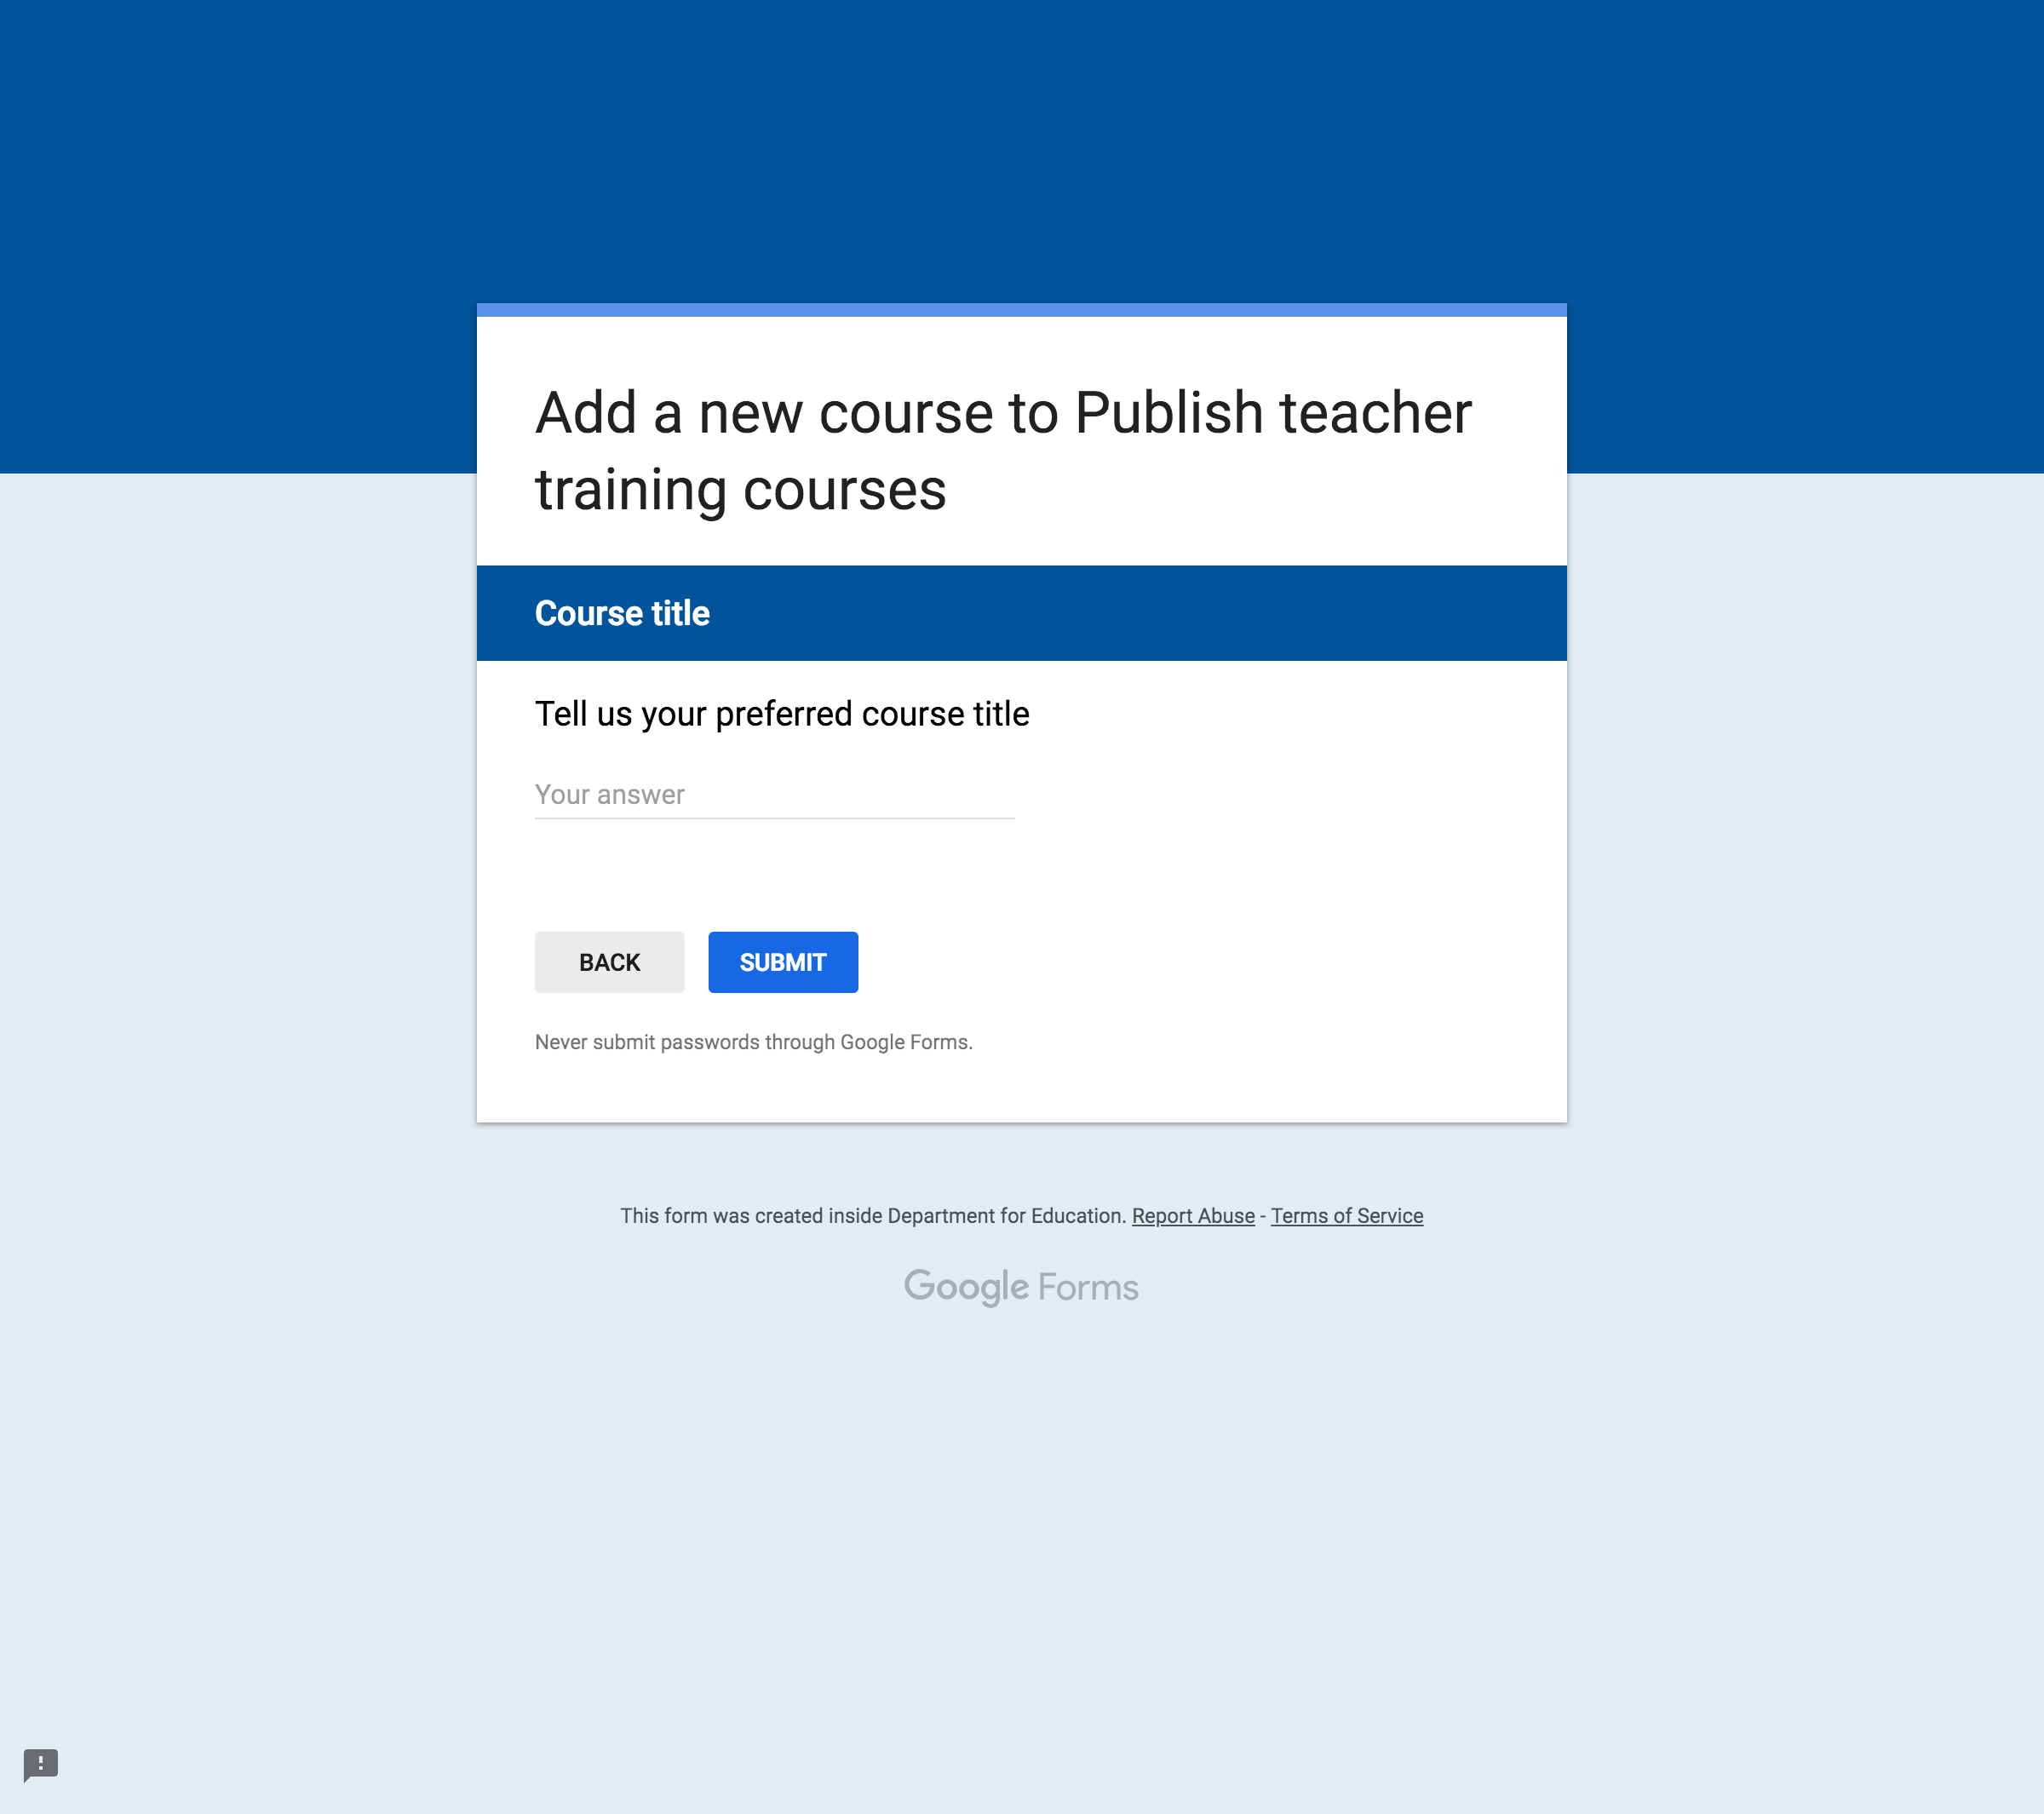 Add a new course to Publish teacher
training courses
Course title
Tell us your preferred course title
Your answer
BACK
SUBMIT
Never submit passwords through Google Forms.
This form was created inside Department for Education. Report Abuse - Terms of Service
Google Forms